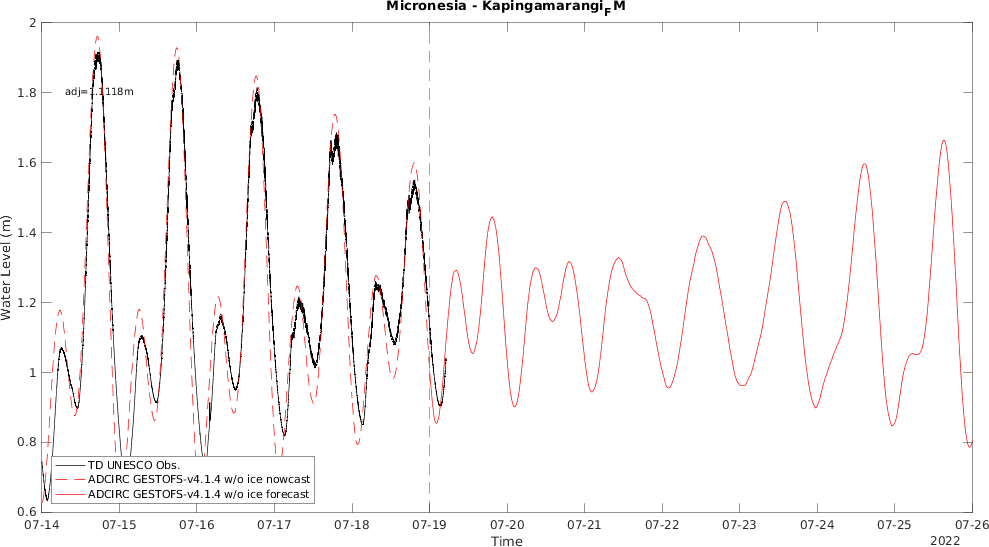 Micronesia - Kapingamarangi_FM
2
1.8
1.6
1.4
1.2
1
0.8
0.6
Water Level (m)
adj=1.1118m
TD UNESCO Obs.
ADCIRC GESTOFS-v4.1.4 w/o ice nowcast
ADCIRC GESTOFS-v4.1.4 w/o ice forecast
07-14 07-15 07-16 07-17 07-18 07-19 07-20 07-21 07-22 07-23 07-24 07-25 07-26
Time
2022